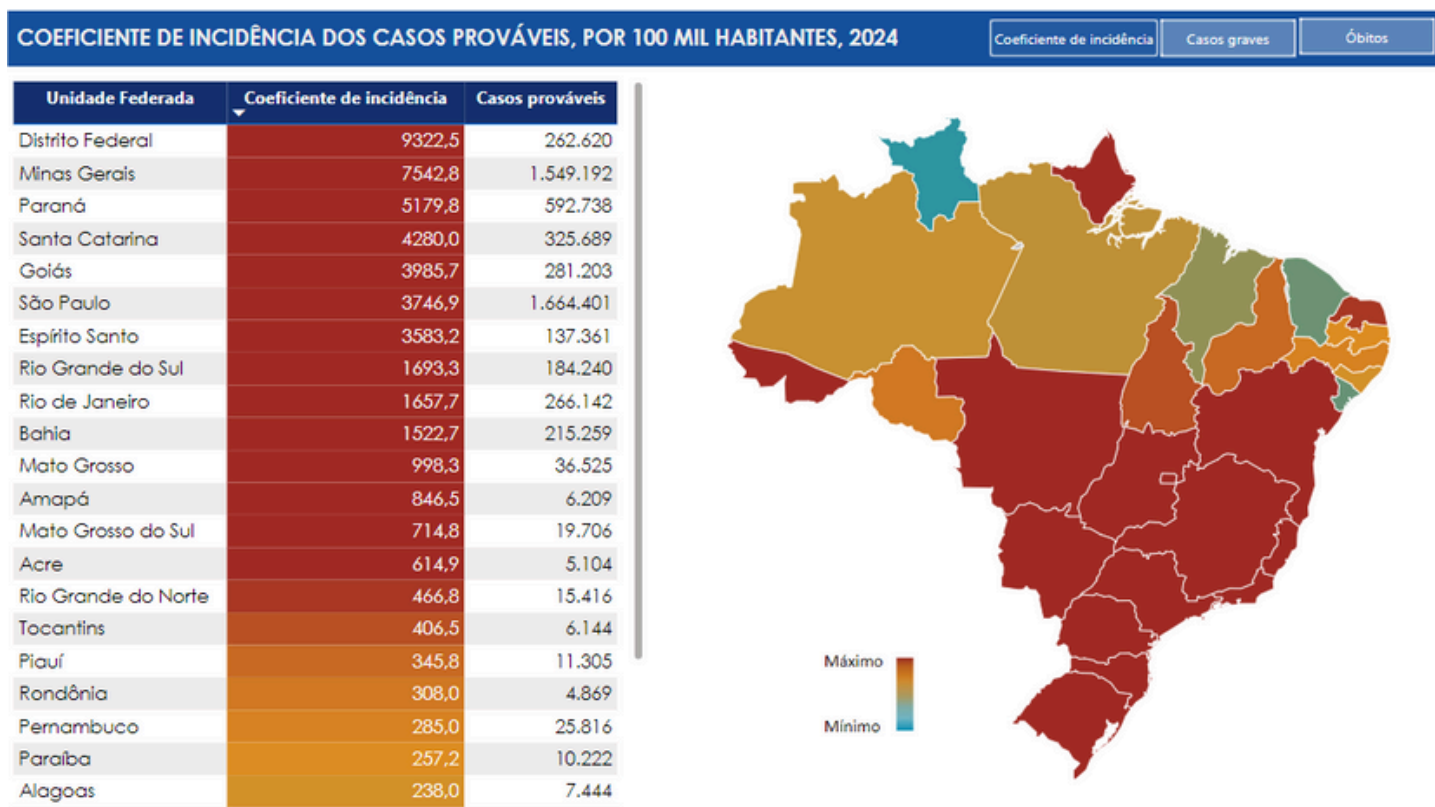 COEFICIENTE DE INCIDÊNCIA DOS CASOS PROVÁVEIS, POR 100 MIL HABITANTES, 2024
Coeficiente de incidência
Casos graves
Óbitos
Unidade Federada Coeficiente de incidência Casos prováveis
Distrito Federal 9322,5 262.620
Minas Gerais 7542,8 1.549.192
Paraná 5179,8 592.738
Santa Catarina 4280,0 325.689
Goiás 3985,7 281.203
São Paulo 3746,9 1.664.401
Espírito Santo 3583,2 137.361
Rio Grande do Sul 1693,3 184.240
Rio de Janeiro 1657,7 266.142
Bahia 1522,7 215.259
Mato Grosso 998,3 36.525
Amapá 846,5 6.209
Mato Grosso do Sul 714,8 19.706
Acre 614,9 5.104
Rio Grande do Norte 466,8 15.416
Tocantins 406,5 6.144
Piauí 345,8 11.305
Rondônia 308,0 4.869
Pernambuco 285,0 25.816
Paraíba 257,2 10.222
Alagoas 238,0 7.444
Máximo
Mínimo